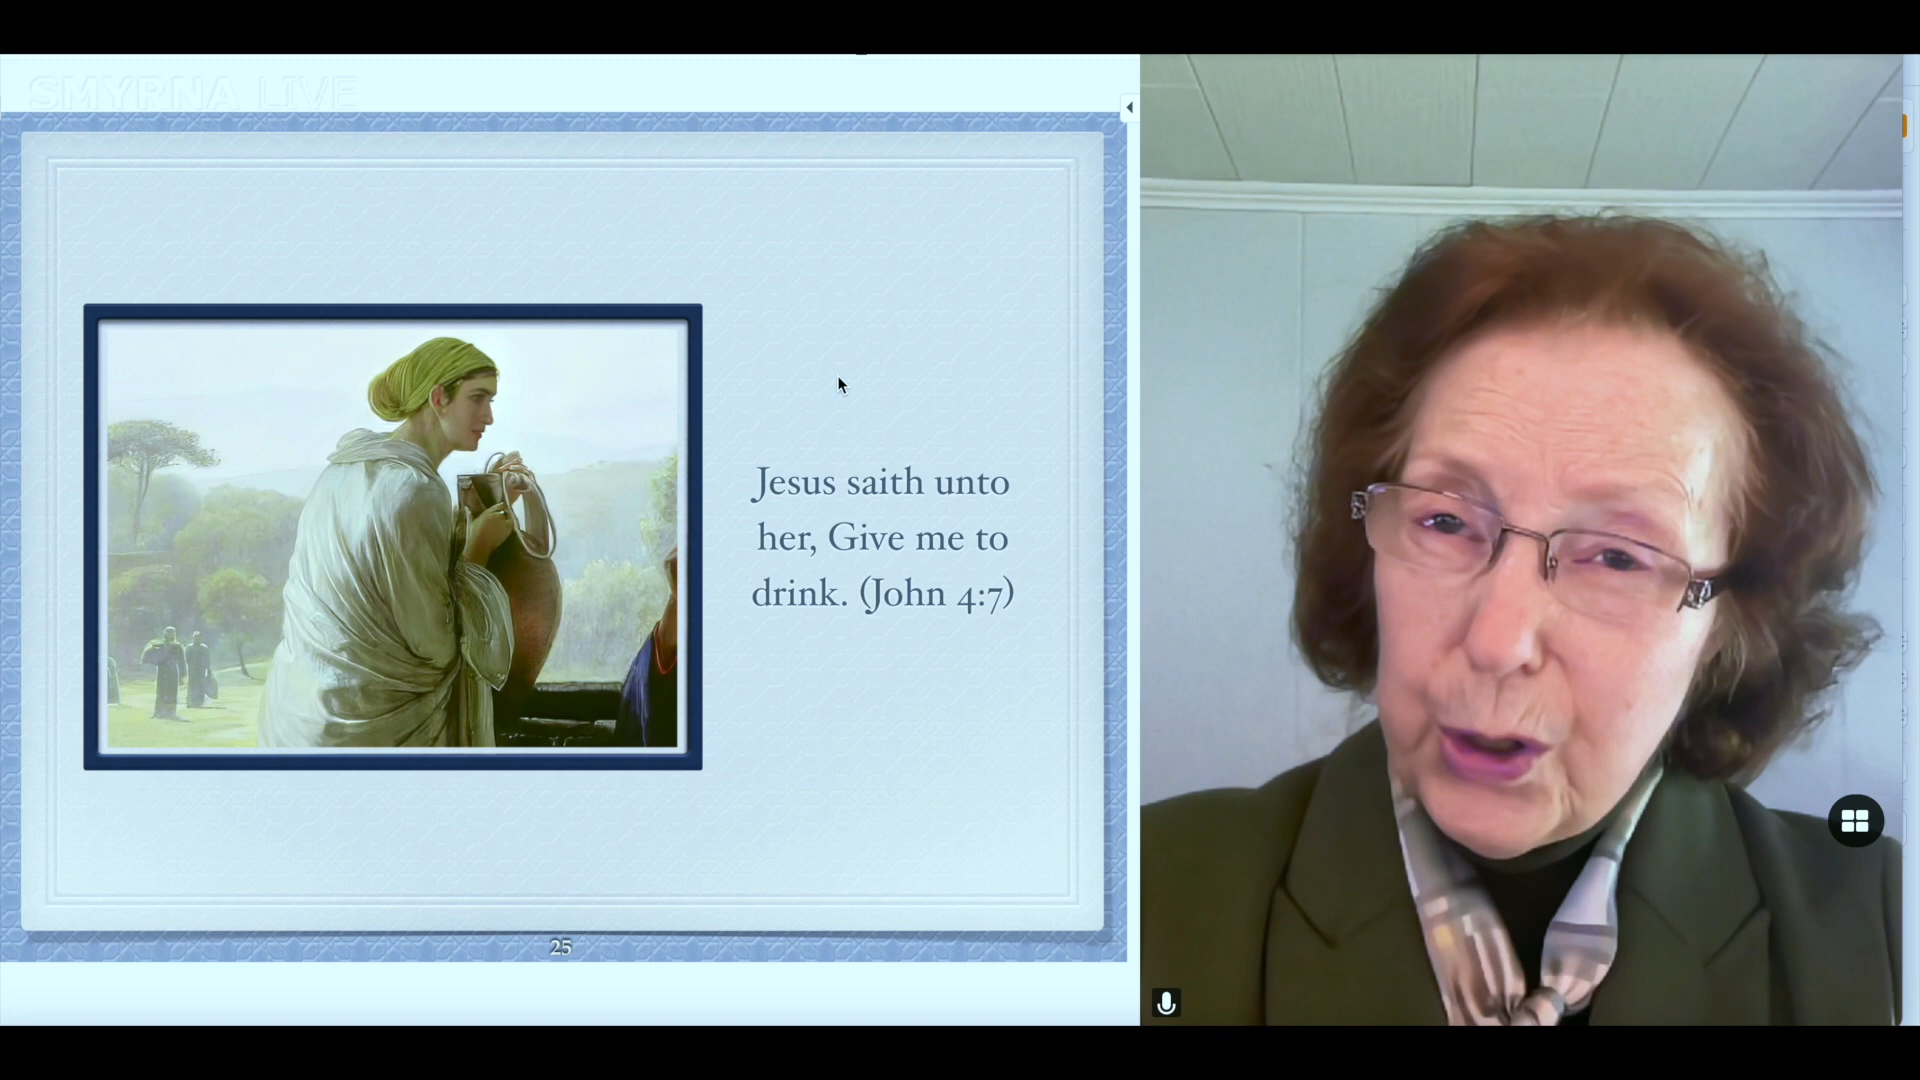 SMYRNA LIVE
Jesus saith unto
her, Give me to
drink. (John 4:7)
25